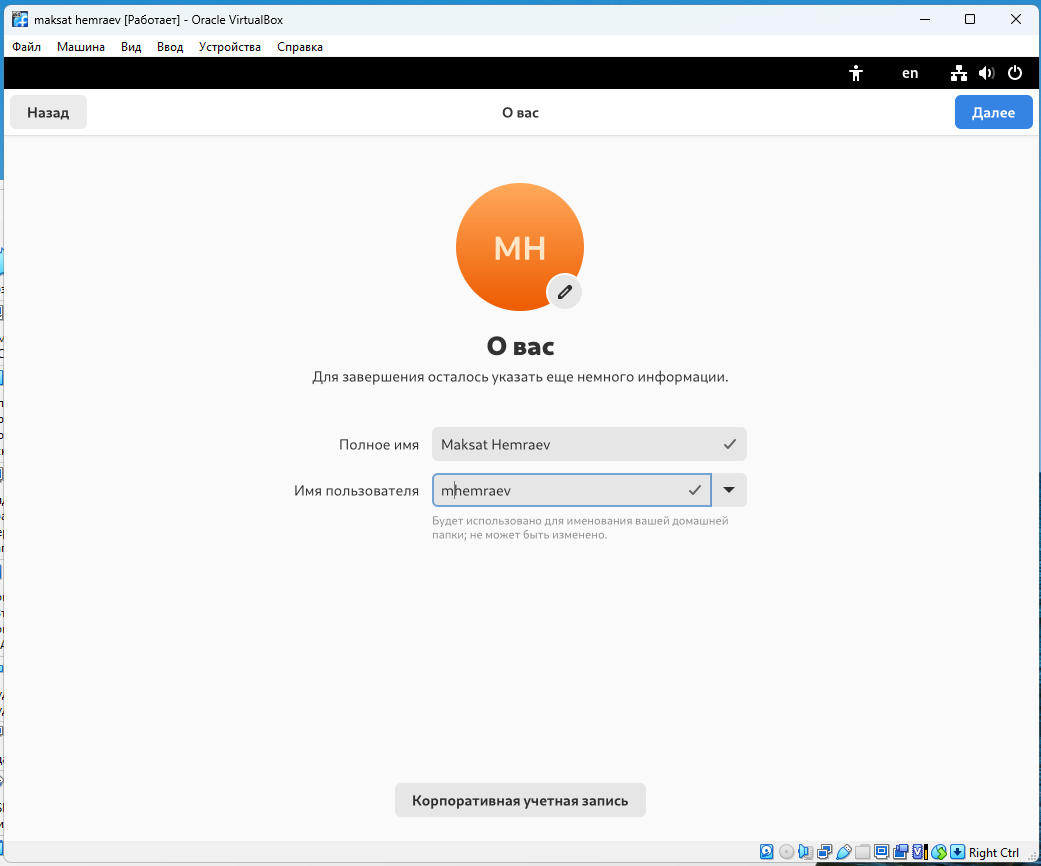 maksat hemraev [Работает] - Oracle VirtualBox
Файл Машина Вид Ввод Устройства Справка
en
Назад О вас Далее
MH
О вас
Для завершения осталось указать еще немного информации.
Полное имя Maksat Hemraev
Имя пользователя mhemraev
Будет использовано для именования вашей домашней
папки; не может быть изменено.
Корпоративная учетная запись
Right Ctrl